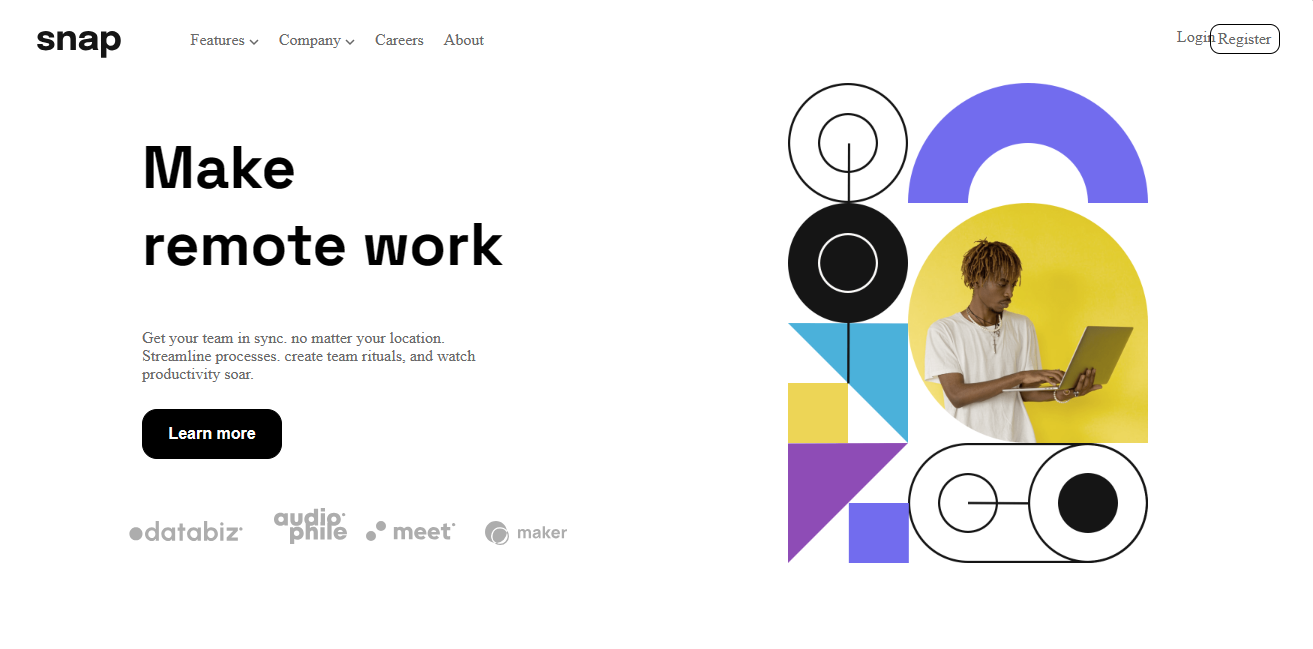 snap
Features Company Careers About
Login Register
Make
remote work
Get your team in sync. no matter your location.
Streamline processes. create team rituals, and watch
productivity soar.
Learn more
databiz audiophile meet maker